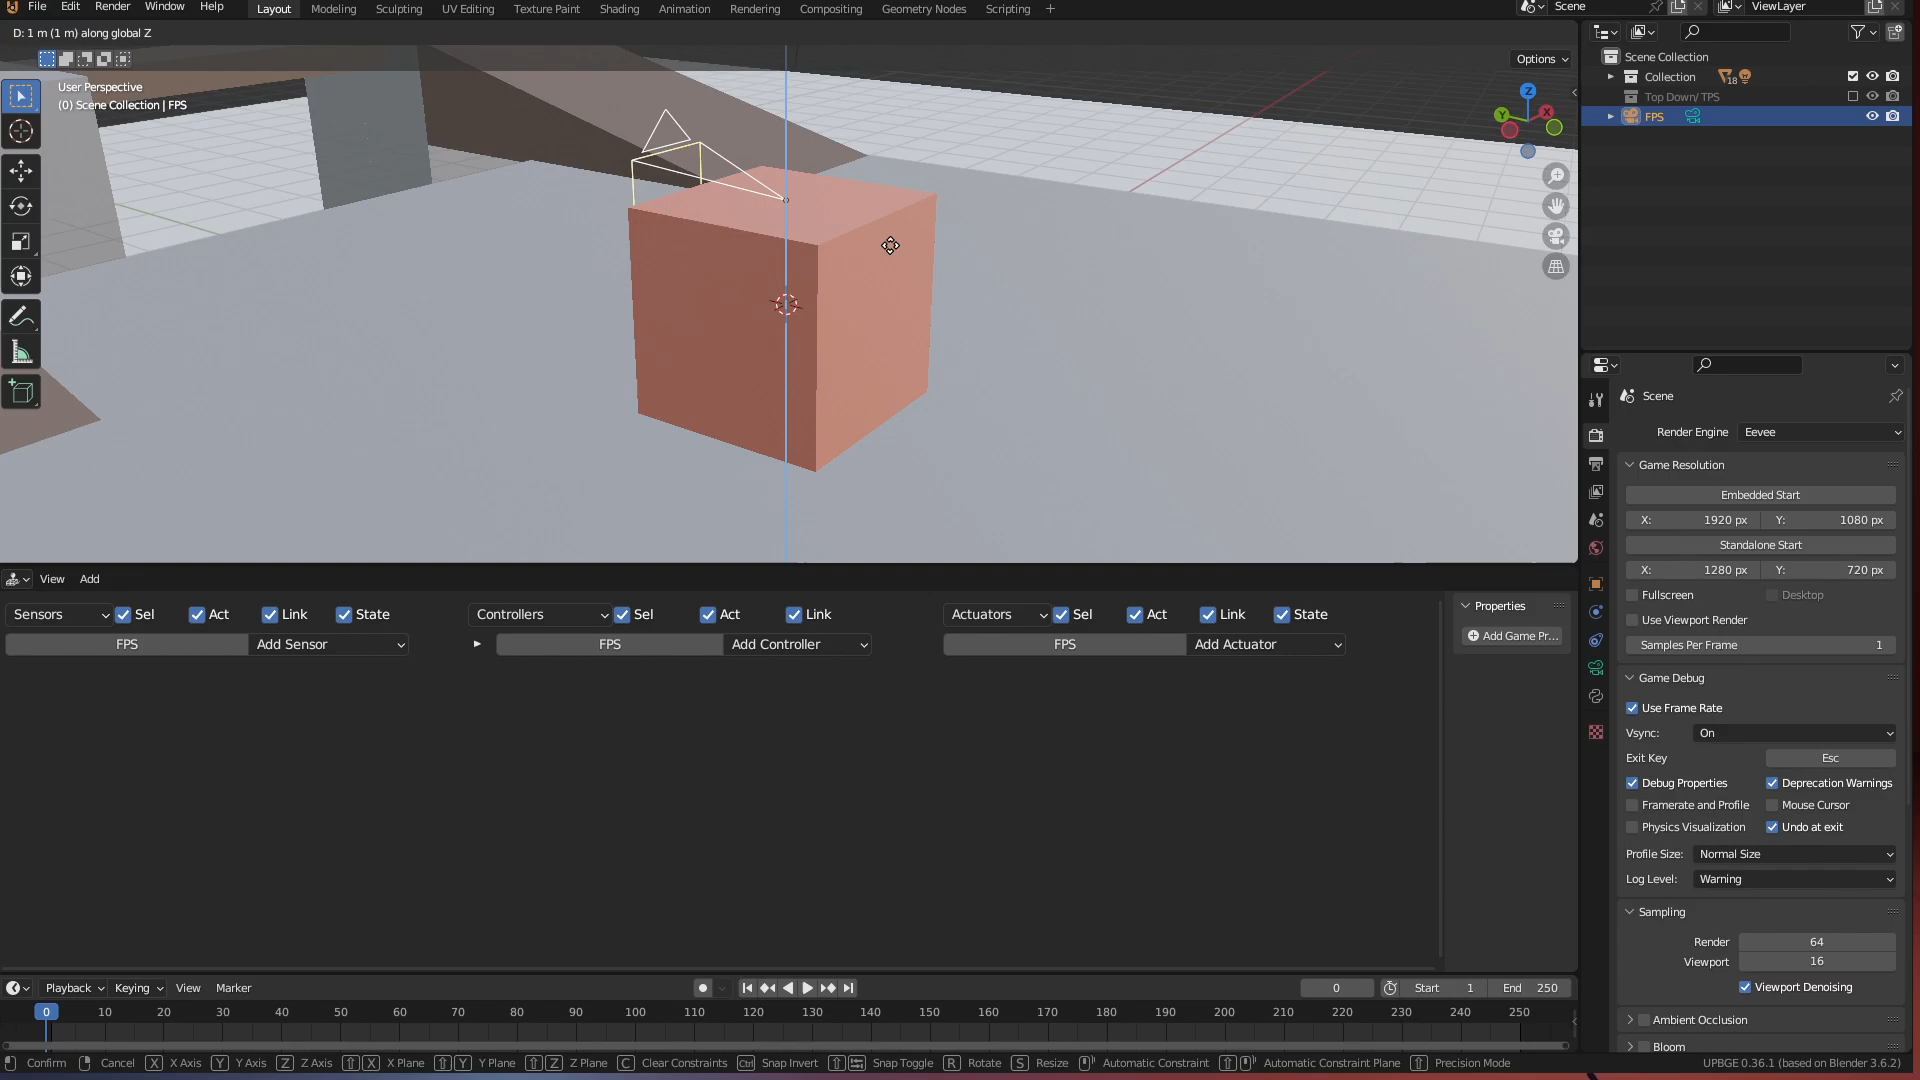 File Edit Render Window Help Layout Modeling Sculpting UV Editing Texture Paint Shading Animation Rendering Compositing Geometry Nodes Scripting Scene ViewLayer
D: 1 m (1 m) along global Z
Options
User Perspective
(0) Scene Collection | FPS
Z
Y
X
Scene Collection
Collection 18
Top Down/ TPS
FPS
Scene
Render Engine Eevee
Game Resolution
Embedded Start
X: 1920 px Y: 1080 px
Standalone Start
X: 1280 px Y: 720 px
Fullscreen Desktop
Use Viewport Render
Samples Per Frame 1
Game Debug
Use Frame Rate
Vsync: On
Exit Key Esc
Debug Properties Deprecation Warnings
Framerate and Profile Mouse Cursor
Physics Visualization Undo at exit
Profile Size: Normal Size
Log Level: Warning
Sampling
Render 64
Viewport 16
Viewport Denoising
Ambient Occlusion
Bloom
View Add
Sensors Sel Act Link State Controllers Sel Act Link Actuators Sel Act Link State
FPS Add Sensor FPS Add Controller FPS Add Actuator
Properties
Add Game Pr...
Playback Keying View Marker 0 Start 1 End 250
0 10 20 30 40 50 60 70 80 90 100 110 120 130 140 150 160 170 180 190 200 210 220 230 240 250
Confirm Cancel X X Axis Y Y Axis Z Z Axis X X Plane Y Y Plane Z Z Plane C Clear Constraints Ctrl Snap Invert Snap Toggle R Rotate S Resize Automatic Constraint Automatic Constraint Plane Precision Mode UPBGE 0.36.1 (based on Blender 3.6.2)